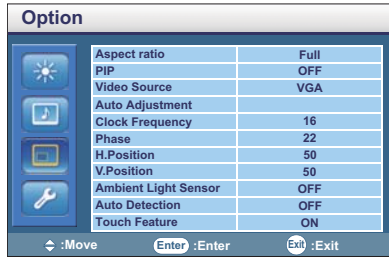 Option
Aspect ratio Full
PIP OFF
Video Source VGA
Auto Adjustment
Clock Frequency 16
Phase 22
H.Position 50
V.Position 50
Ambient Light Sensor OFF
Auto Detection OFF
Touch Feature ON
:Move Enter :Enter Exit :Exit